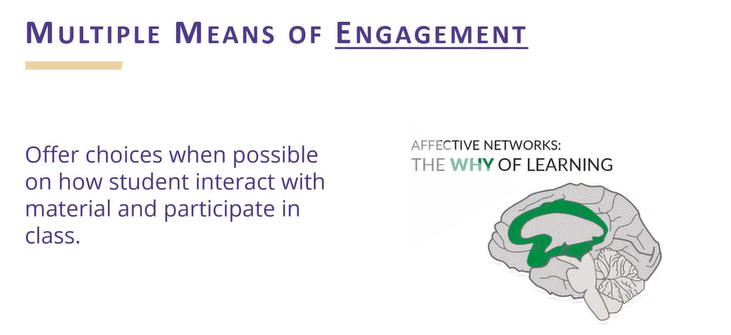 MULTIPLE MEANS OF ENGAGEMENT
Offer choices when possible
on how student interact with
material and participate in
class.
AFFECTIVE NETWORKS:
THE WHY OF LEARNING